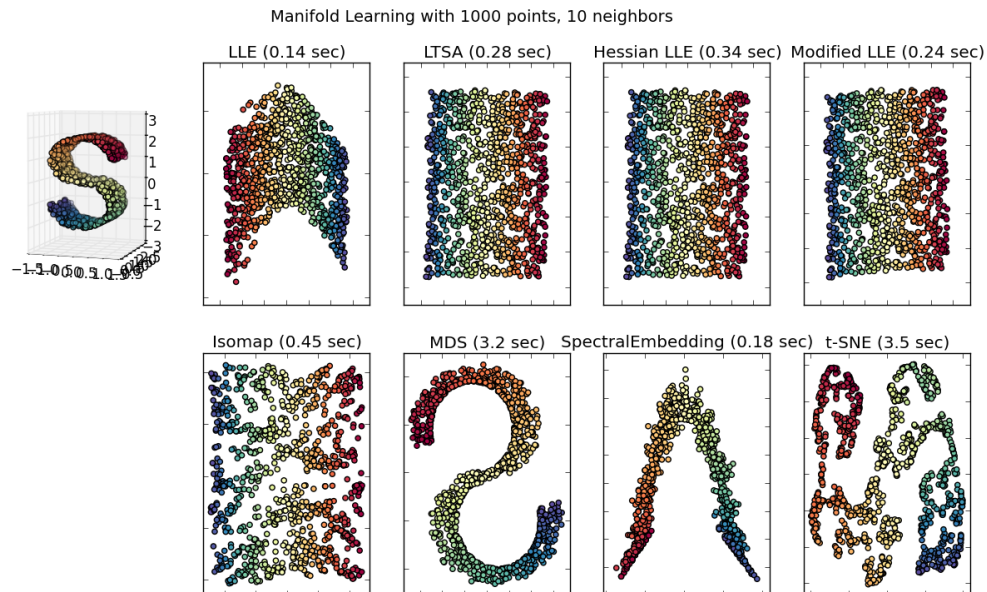 Manifold Learning with 1000 points, 10 neighbors
LLE (0.14 sec)
LTSA (0.28 sec)
Hessian LLE (0.34 sec)
Modified LLE (0.24 sec)
3
2
1
0
−1
−2
−3
Isomap (0.45 sec)
MDS (3.2 sec)
SpectralEmbedding (0.18 sec)
t-SNE (3.5 sec)